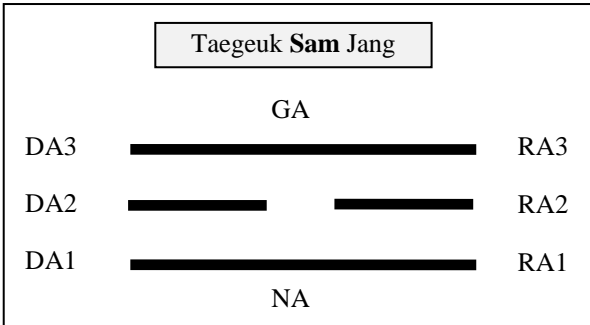 Taegeuk Sam Jang
GA
DA3 RA3
DA2 RA2
DA1 RA1
NA